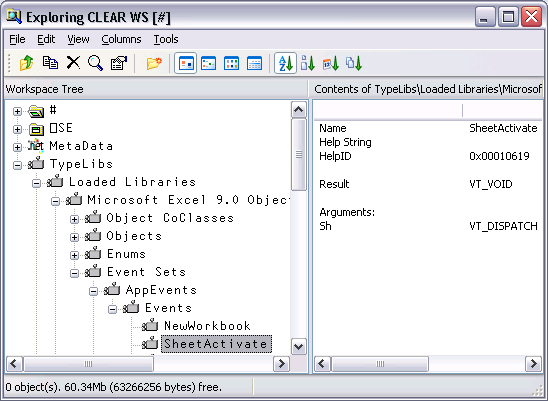 Exploring CLEAR WS [#]
File Edit View Columns Tools
Workspace Tree
Contents of TypeLibs\Loaded Libraries\Microsof
#
⎕SE
MetaData
TypeLibs
Loaded Libraries
Microsoft Excel 9.0 Objec
Object CoClasses
Objects
Enums
Event Sets
AppEvents
Events
NewWorkbook
SheetActivate
Name SheetActivate
Help String
HelpID 0x00010619
Result VT_VOID
Arguments:
Sh VT_DISPATCH
0 object(s). 60.34Mb (63266256 bytes) free.